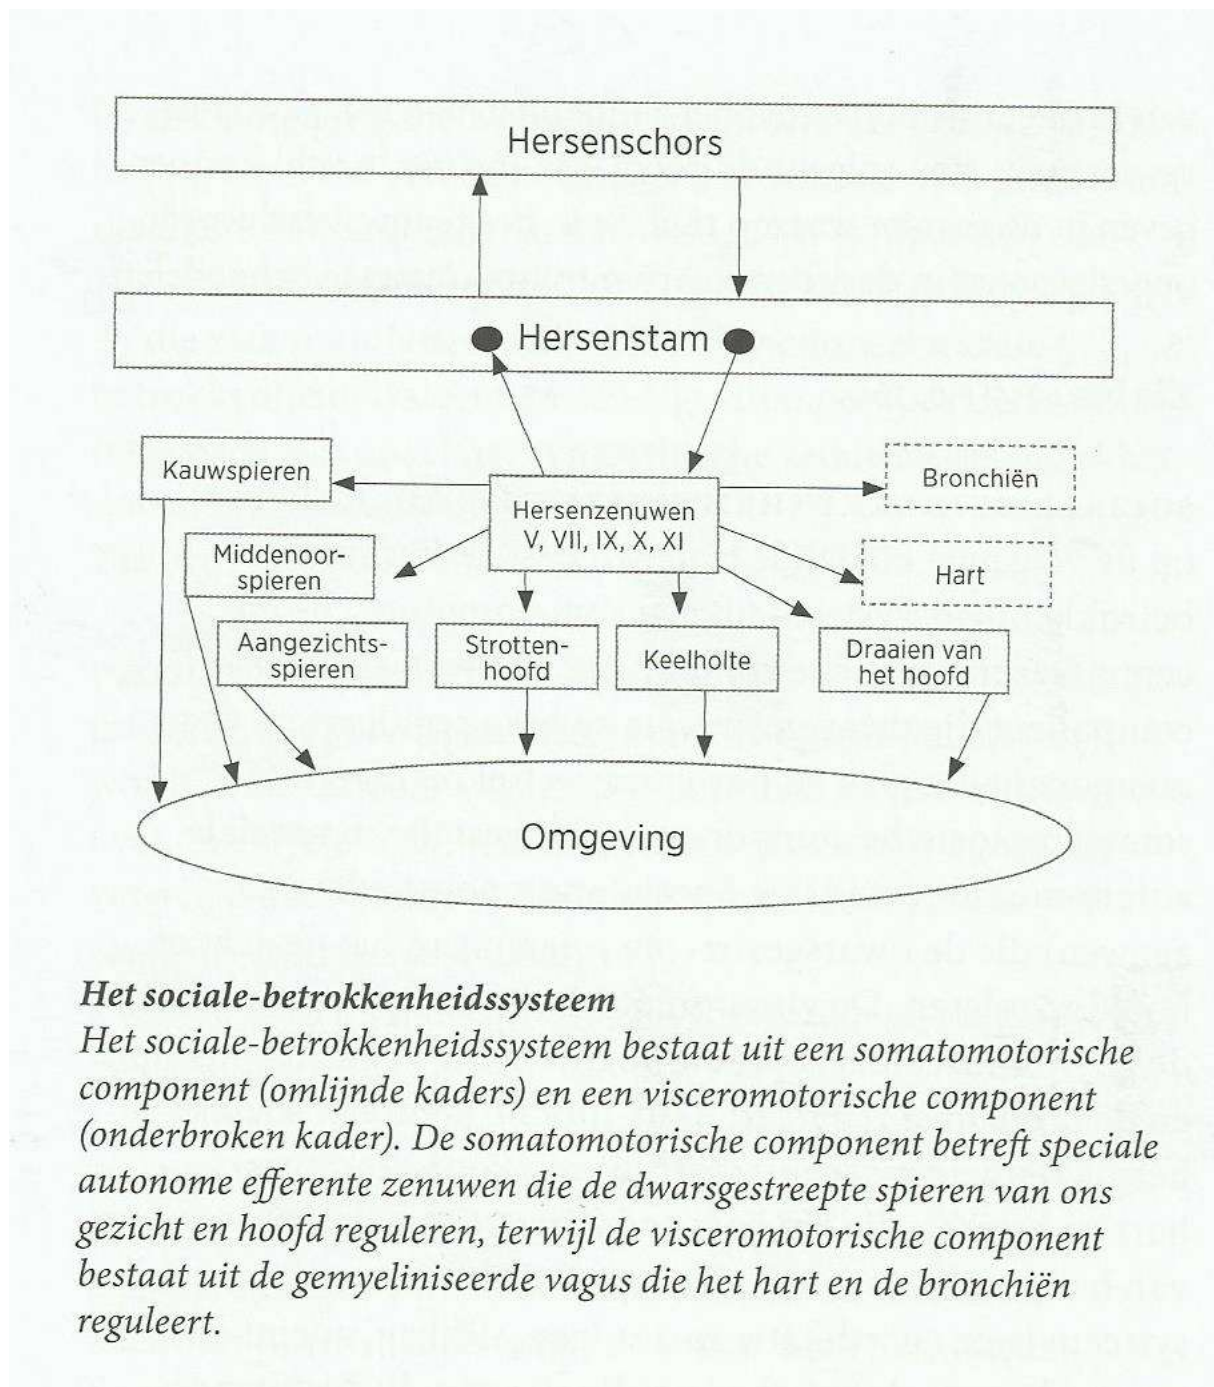 Hersenschors
Hersenstam
Kauwspieren
Hersenzenuwen
V, VII, IX, X, XI
Bronchiën
Middenoor-
spieren
Hart
Aangezichts-
spieren
Strotten-
hoofd
Keelholte
Draaien van
het hoofd
Omgeving
Het sociale-betrokkenheidssysteem
Het sociale-betrokkenheidssysteem bestaat uit een somatomotorische
component (omlijnde kaders) en een visceromotorische component
(onderbroken kader). De somatomotorische component betreft speciale
autonome efferente zenuwen die de dwarsgestreepte spieren van ons
gezicht en hoofd reguleren, terwijl de visceromotorische component
bestaat uit de gemyeliniseerde vagus die het hart en de bronchiën
reguleert.